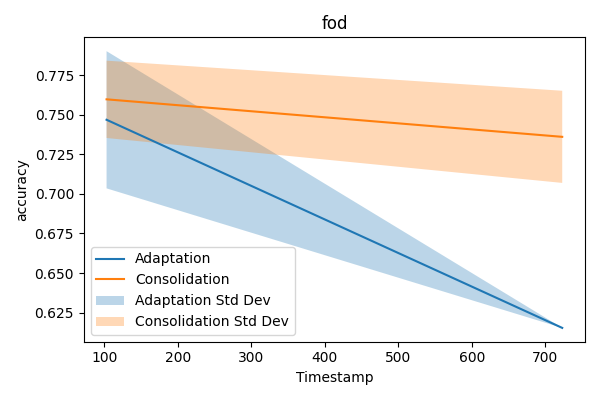 fod
accuracy
0.775
0.750
0.725
0.700
0.675
0.650
0.625
Adaptation
Consolidation
Adaptation Std Dev
Consolidation Std Dev
100 200 300 400 500 600 700
Timestamp